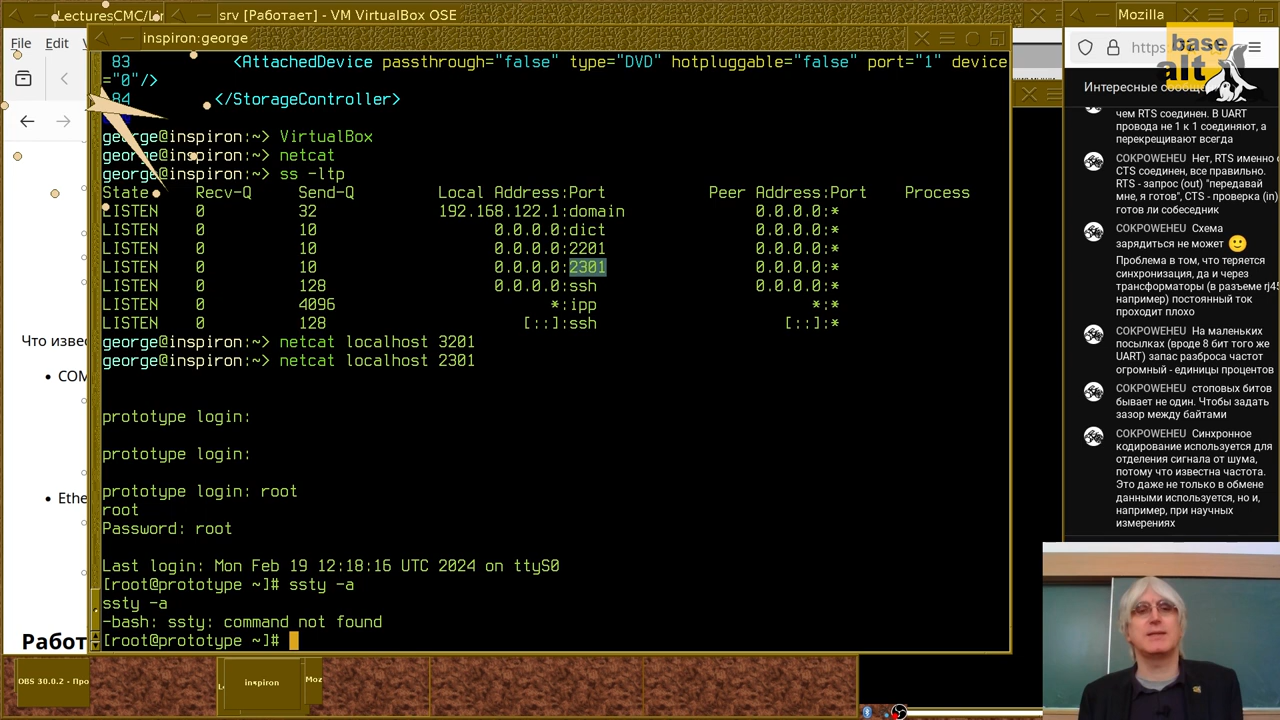 LecturesCMC/Lir
srv [Работает] - VM VirtualBox OSE
Mozilla
File Edit
inspiron:george
https
base
alt
83 <AttachedDevice passthrough="false" type="DVD" hotpluggable="false" port="1" device
="0"/>
84 </StorageController>
george@inspiron:~> VirtualBox
george@inspiron:~> netcat
george@inspiron:~> ss -ltp
State Recv-Q Send-Q Local Address:Port Peer Address:Port Process
LISTEN 0 32 192.168.122.1:domain 0.0.0.0:*
LISTEN 0 10 0.0.0.0:dict 0.0.0.0:*
LISTEN 0 10 0.0.0.0:2201 0.0.0.0:*
LISTEN 0 10 0.0.0.0:2301 0.0.0.0:*
LISTEN 0 128 0.0.0.0:ssh 0.0.0.0:*
LISTEN 0 4096 *:ipp *:*
LISTEN 0 128 [::]:ssh [::]:*
george@inspiron:~> netcat localhost 3201
george@inspiron:~> netcat localhost 2301
prototype login:
prototype login:
prototype login: root
root
Password: root
Last login: Mon Feb 19 12:18:16 UTC 2024 on ttyS0
[root@prototype ~]# ssty -a
ssty -a
-bash: ssty: command not found
[root@prototype ~]#
Что извес
COM
Ethe
Работ
Интересные сообще
чем RTS соединен. В UART
провода не 1 к 1 соединяют, а
перекрещивают всегда
COKPOWEHEU Нет, RTS именно с
CTS соединен, все правильно.
RTS - запрос (out) "передавай
мне, я готов", CTS - проверка (in)
готов ли собеседник
COKPOWEHEU Схема
зарядиться не может 🙂
Проблема в том, что теряется
синхронизация, да и через
трансформаторы (в разъеме rj45
например) постоянный ток
проходит плохо
COKPOWEHEU На маленьких
посылках (вроде 8 бит того же
UART) запас разброса частот
огромный - единицы процентов
COKPOWEHEU стоповых битов
бывает не один. Чтобы задать
зазор между байтами
COKPOWEHEU Синхронное
кодирование используется для
отделения сигнала от шума,
потому что известна частота.
Это даже не только в обмене
данными используется, но и,
например, при научных
измерениях
OBS 30.0.2 - Про
inspiron
Moz